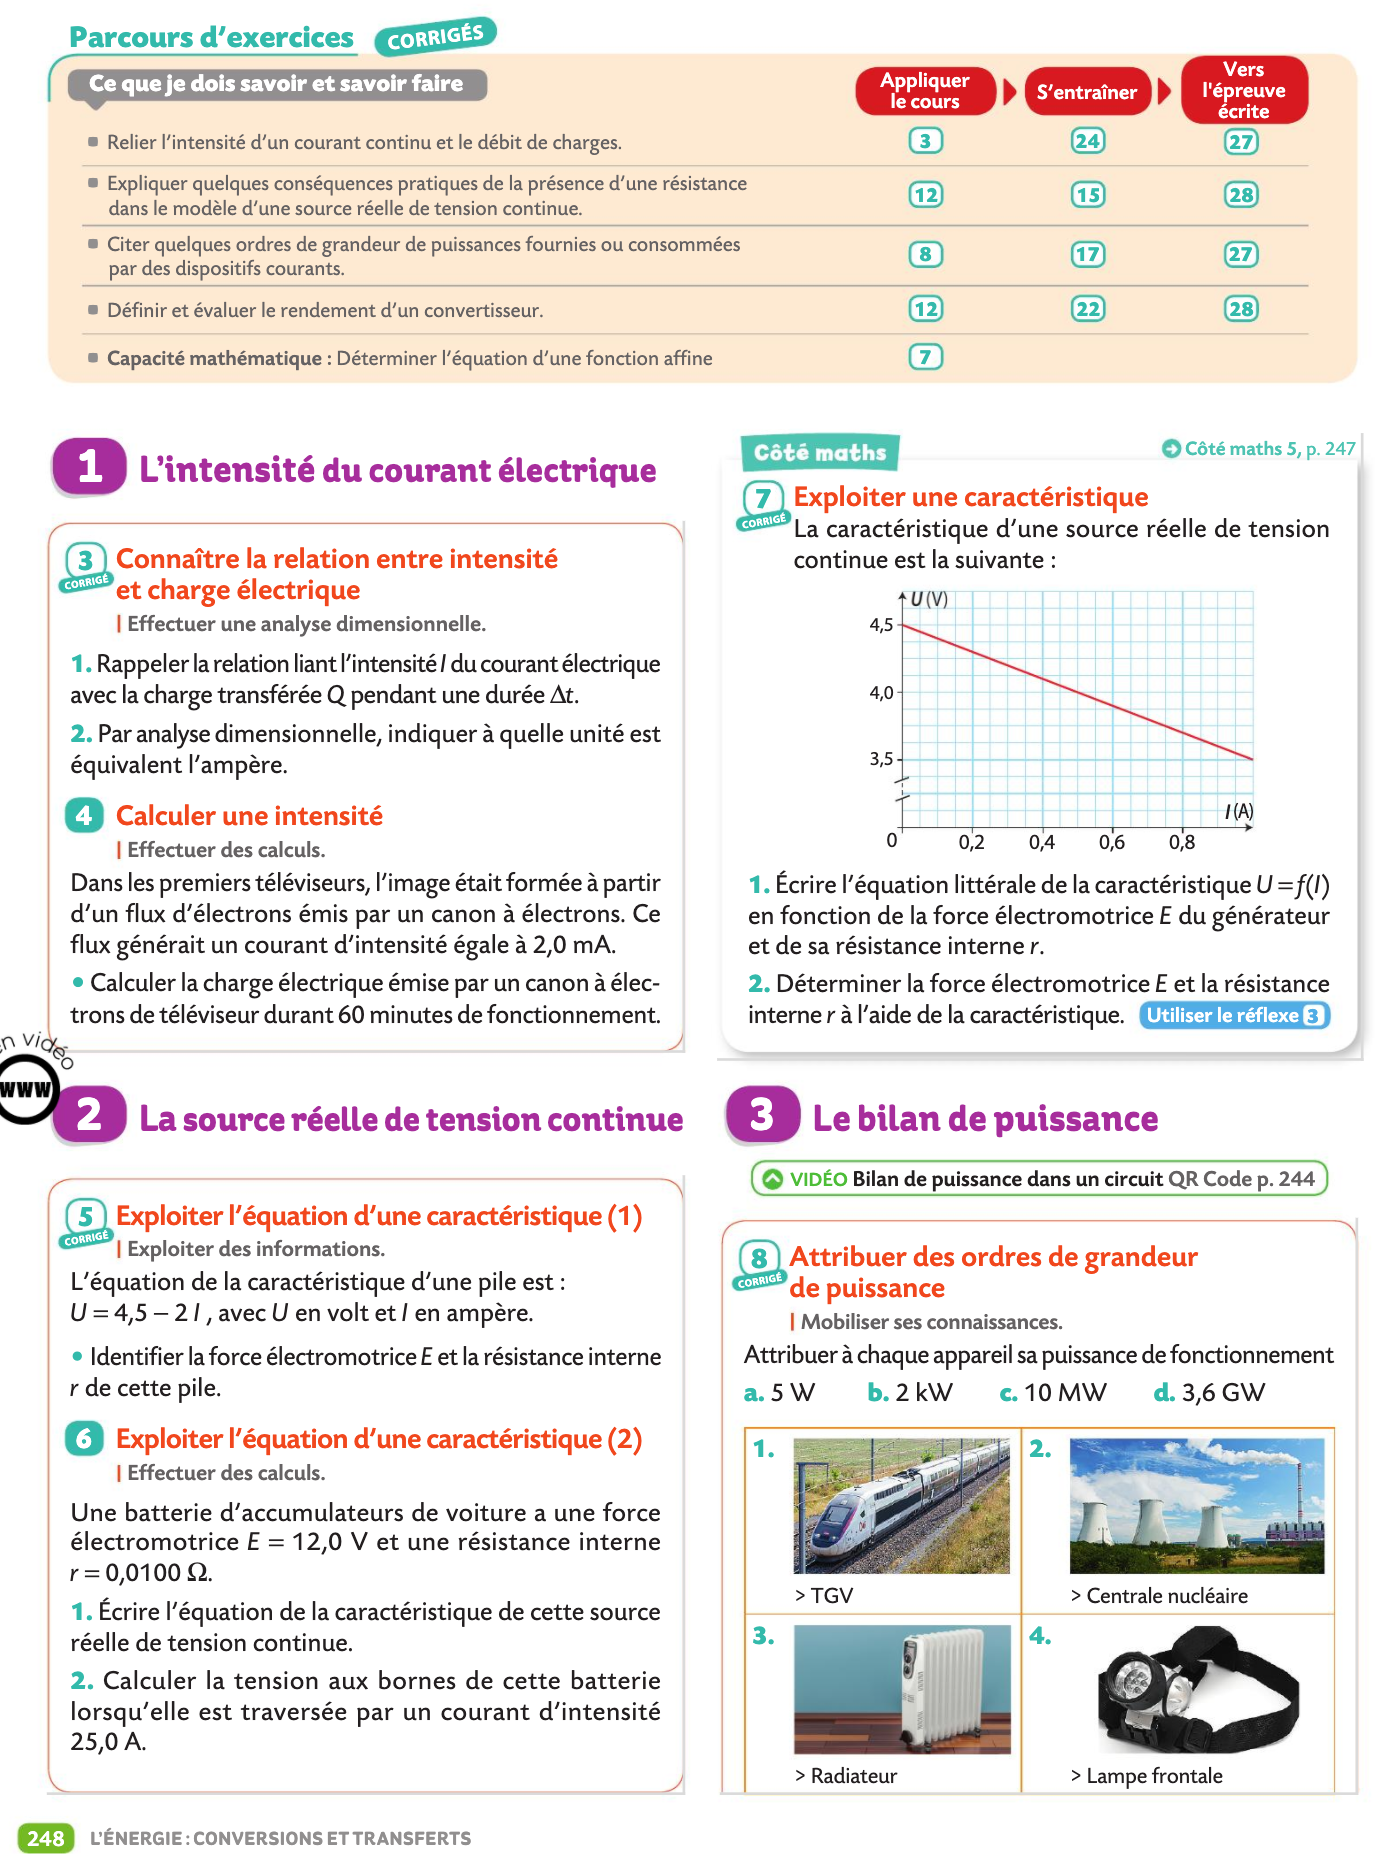 Parcours d'exercices CORRIGÉS
Ce que je dois savoir et savoir faire
Appliquer
le cours
S'entraîner
Vers
l'épreuve
écrite
Relier l'intensité d'un courant continu et le débit de charges. 3 24 27
Expliquer quelques conséquences pratiques de la présence d'une résistance
dans le modèle d'une source réelle de tension continue. 12 15 28
Citer quelques ordres de grandeur de puissances fournies ou consommées
par des dispositifs courants. 8 17 27
Définir et évaluer le rendement d'un convertisseur. 12 22 28
Capacité mathématique : Déterminer l'équation d'une fonction affine 7
1 L'intensité du courant électrique
3 Connaître la relation entre intensité
CORRIGÉ
et charge électrique
| Effectuer une analyse dimensionnelle.
1. Rappeler la relation liant l'intensité I du courant électrique
avec la charge transférée Q pendant une durée Δt.
2. Par analyse dimensionnelle, indiquer à quelle unité est
équivalent l'ampère.
4 Calculer une intensité
| Effectuer des calculs.
Dans les premiers téléviseurs, l'image était formée à partir
d'un flux d'électrons émis par un canon à électrons. Ce
flux générait un courant d'intensité égale à 2,0 mA.
• Calculer la charge électrique émise par un canon à élec-
trons de téléviseur durant 60 minutes de fonctionnement.
en vidéo
www
2 La source réelle de tension continue
5 Exploiter l'équation d'une caractéristique (1)
CORRIGÉ
| Exploiter des informations.
L'équation de la caractéristique d'une pile est :
U = 4,5 – 2 I , avec U en volt et I en ampère.
• Identifier la force électromotrice E et la résistance interne
r de cette pile.
6 Exploiter l'équation d'une caractéristique (2)
| Effectuer des calculs.
Une batterie d'accumulateurs de voiture a une force
électromotrice E = 12,0 V et une résistance interne
r = 0,0100 Ω.
1. Écrire l'équation de la caractéristique de cette source
réelle de tension continue.
2. Calculer la tension aux bornes de cette batterie
lorsqu'elle est traversée par un courant d'intensité
25,0 A.
Côté maths
Côté maths 5, p. 247
7 Exploiter une caractéristique
CORRIGÉ
La caractéristique d'une source réelle de tension
continue est la suivante :
U (V)
4,5
4,0
3,5
I (A)
0 0,2 0,4 0,6 0,8
1. Écrire l'équation littérale de la caractéristique U = f(I)
en fonction de la force électromotrice E du générateur
et de sa résistance interne r.
2. Déterminer la force électromotrice E et la résistance
interne r à l'aide de la caractéristique. Utiliser le réflexe 3
3 Le bilan de puissance
VIDÉO Bilan de puissance dans un circuit QR Code p. 244
8 Attribuer des ordres de grandeur
CORRIGÉ
de puissance
| Mobiliser ses connaissances.
Attribuer à chaque appareil sa puissance de fonctionnement
a. 5 W b. 2 kW c. 10 MW d. 3,6 GW
1. 2.
> TGV > Centrale nucléaire
3. 4.
> Radiateur > Lampe frontale
248 L'ÉNERGIE : CONVERSIONS ET TRANSFERTS